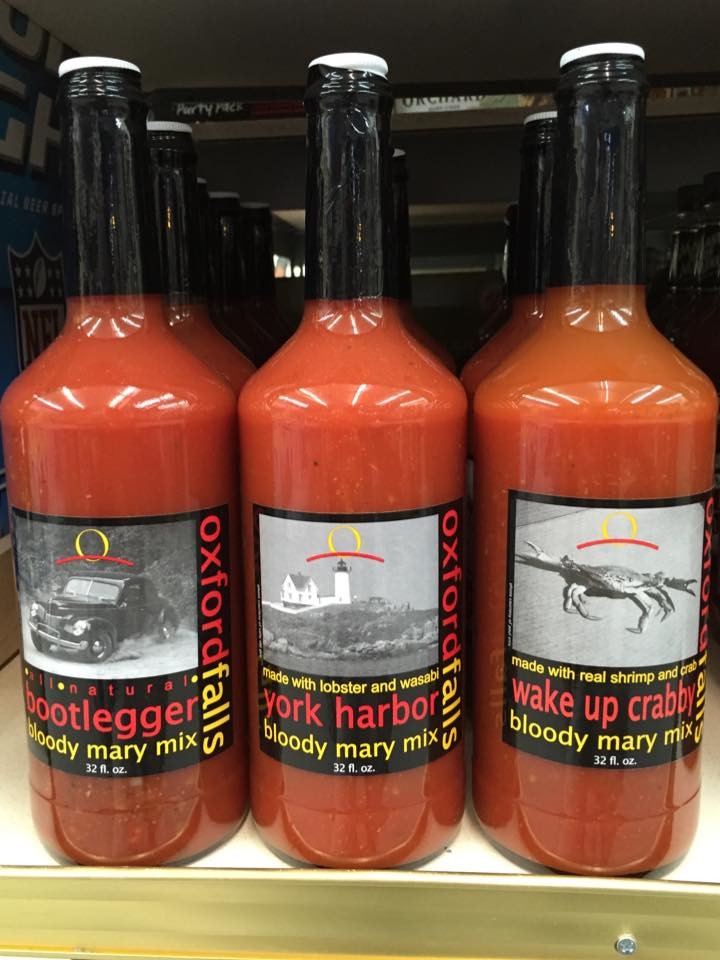 Party Pack
ORCHARD
NFL
oxfordfalls
all natural
bootlegger
bloody mary mix
32 fl. oz.
oxfordfalls
made with lobster and wasabi
york harbor
bloody mary mix
32 fl. oz.
made with real shrimp and crab
wake up crabby
bloody mary mix
32 fl. oz.